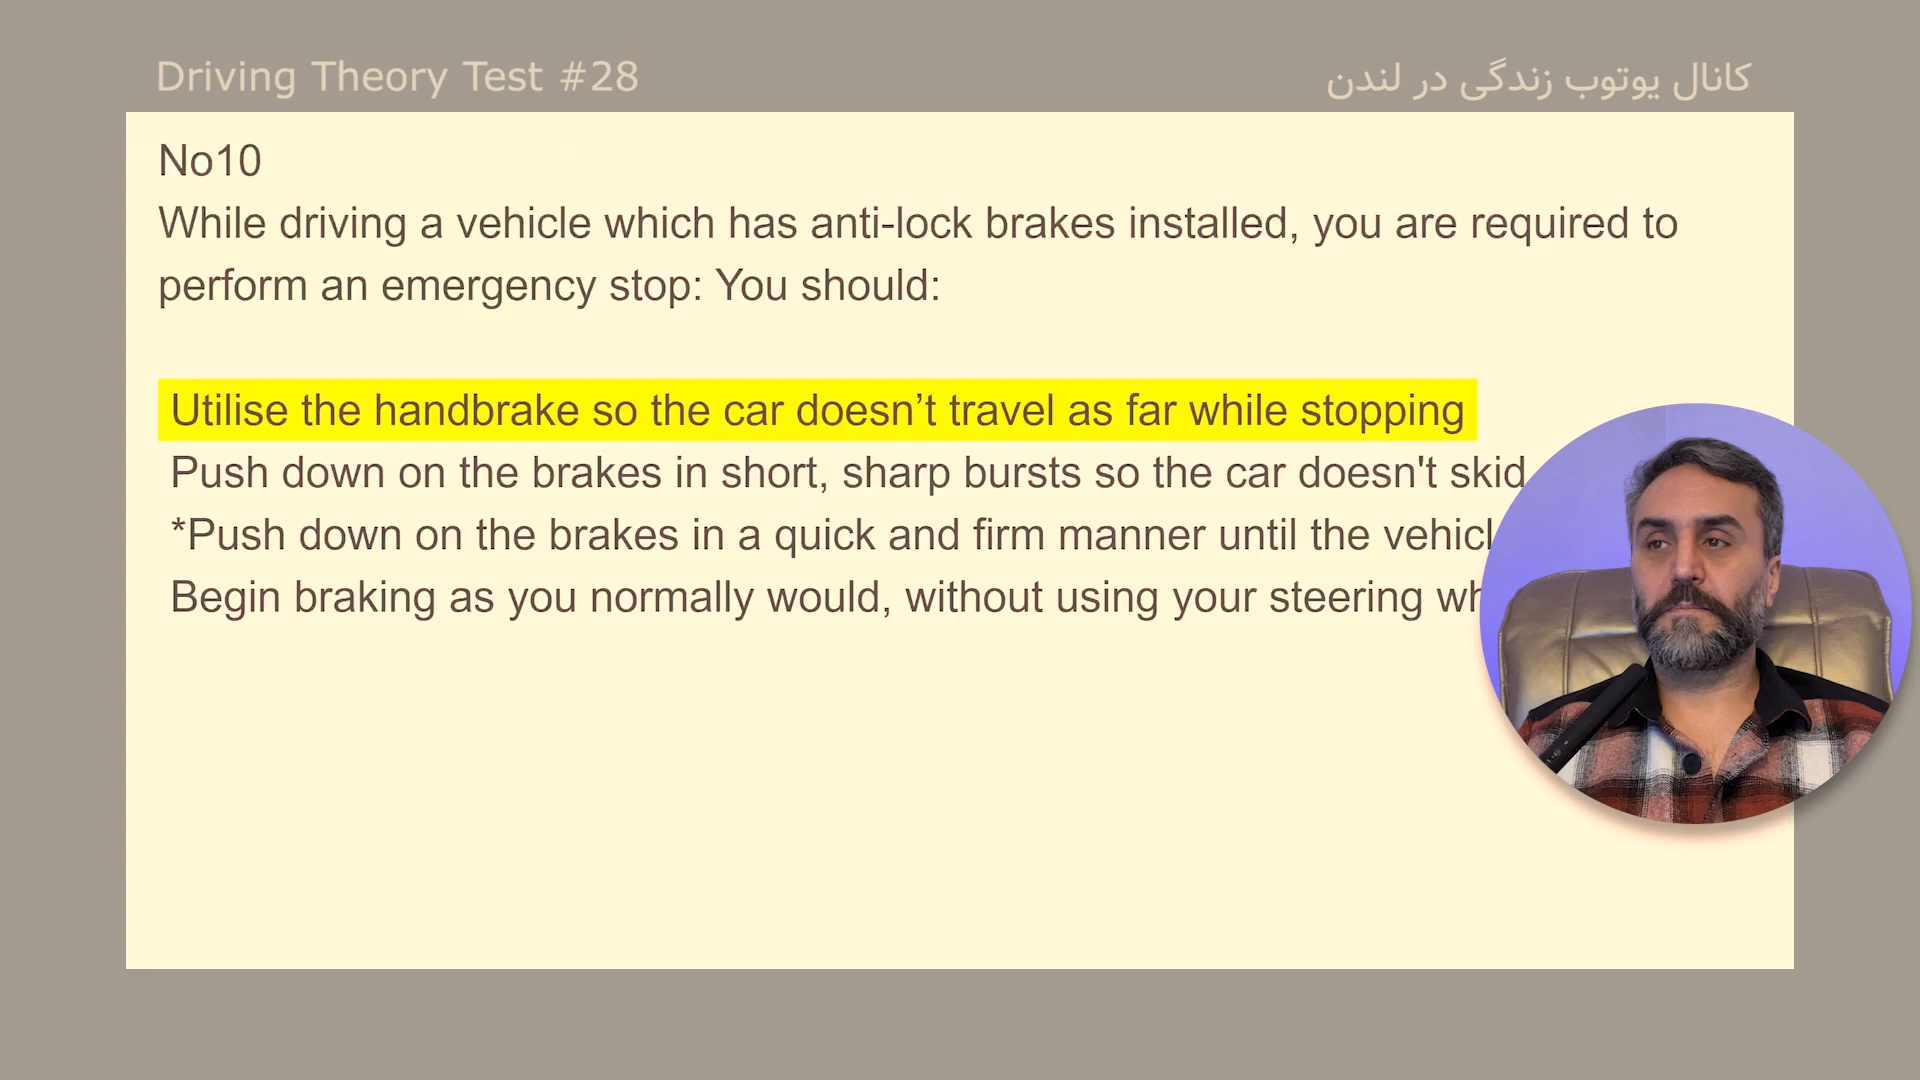 Driving Theory Test #28
کانال یوتوب زندگی در لندن
No10
While driving a vehicle which has anti-lock brakes installed, you are required to
perform an emergency stop: You should:
Utilise the handbrake so the car doesn’t travel as far while stopping
Push down on the brakes in short, sharp bursts so the car doesn't skid
*Push down on the brakes in a quick and firm manner until the
Begin braking as you normally would, without using your steering